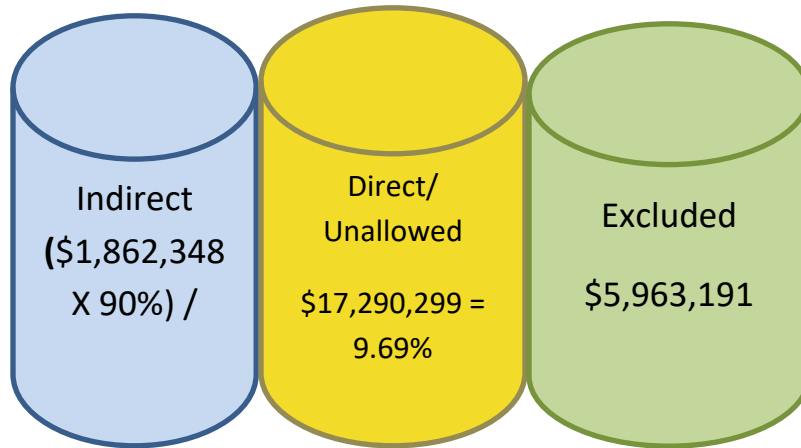 Indirect
($1,862,348
X 90%) /
Direct/
Unallowed
$17,290,299 =
9.69%
Excluded
$5,963,191